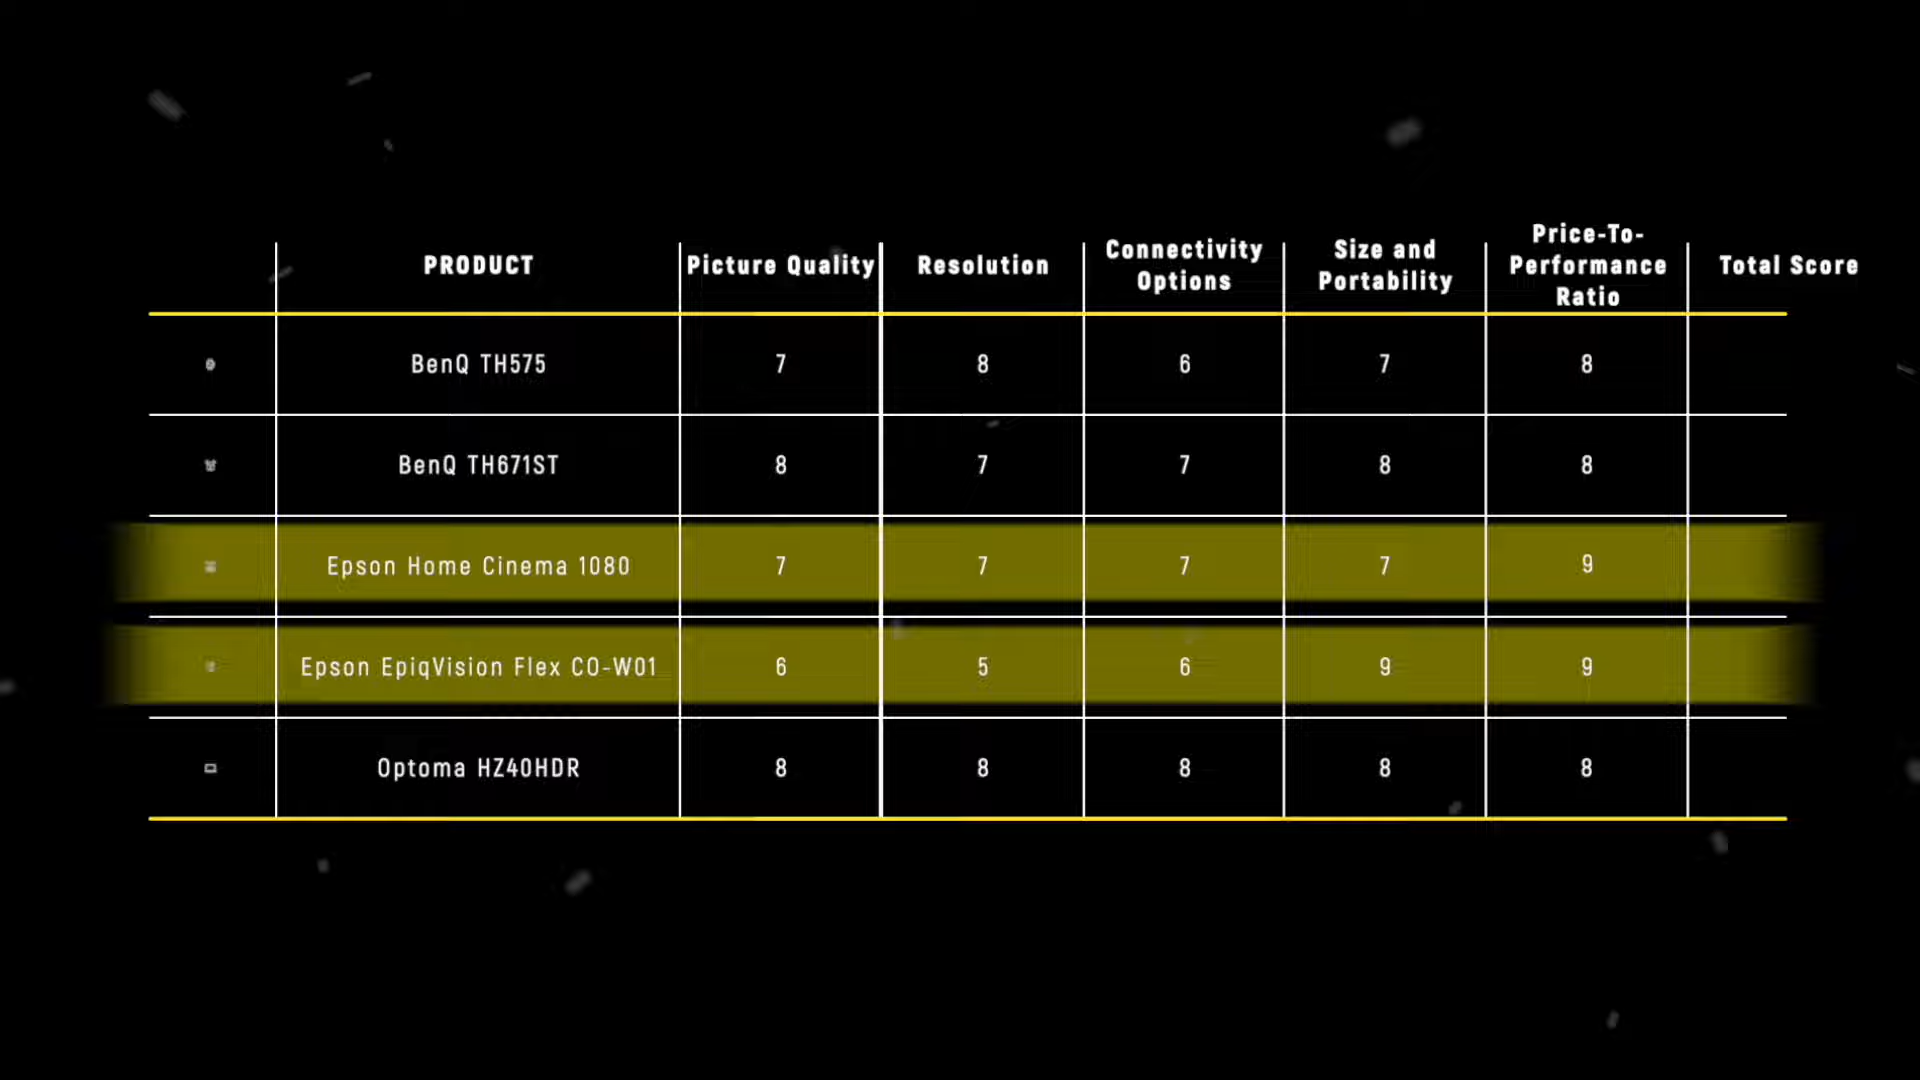 PRODUCT
Picture Quality
Resolution
Connectivity
Options
Size and
Portability
Price-To-
Performance
Ratio
Total Score
BenQ TH575 7 8 6 7 8
BenQ TH671ST 8 7 7 8 8
Epson Home Cinema 1080 7 7 7 7 9
Epson EpiqVision Flex CO-W01 6 5 6 9 9
Optoma HZ40HDR 8 8 8 8 8